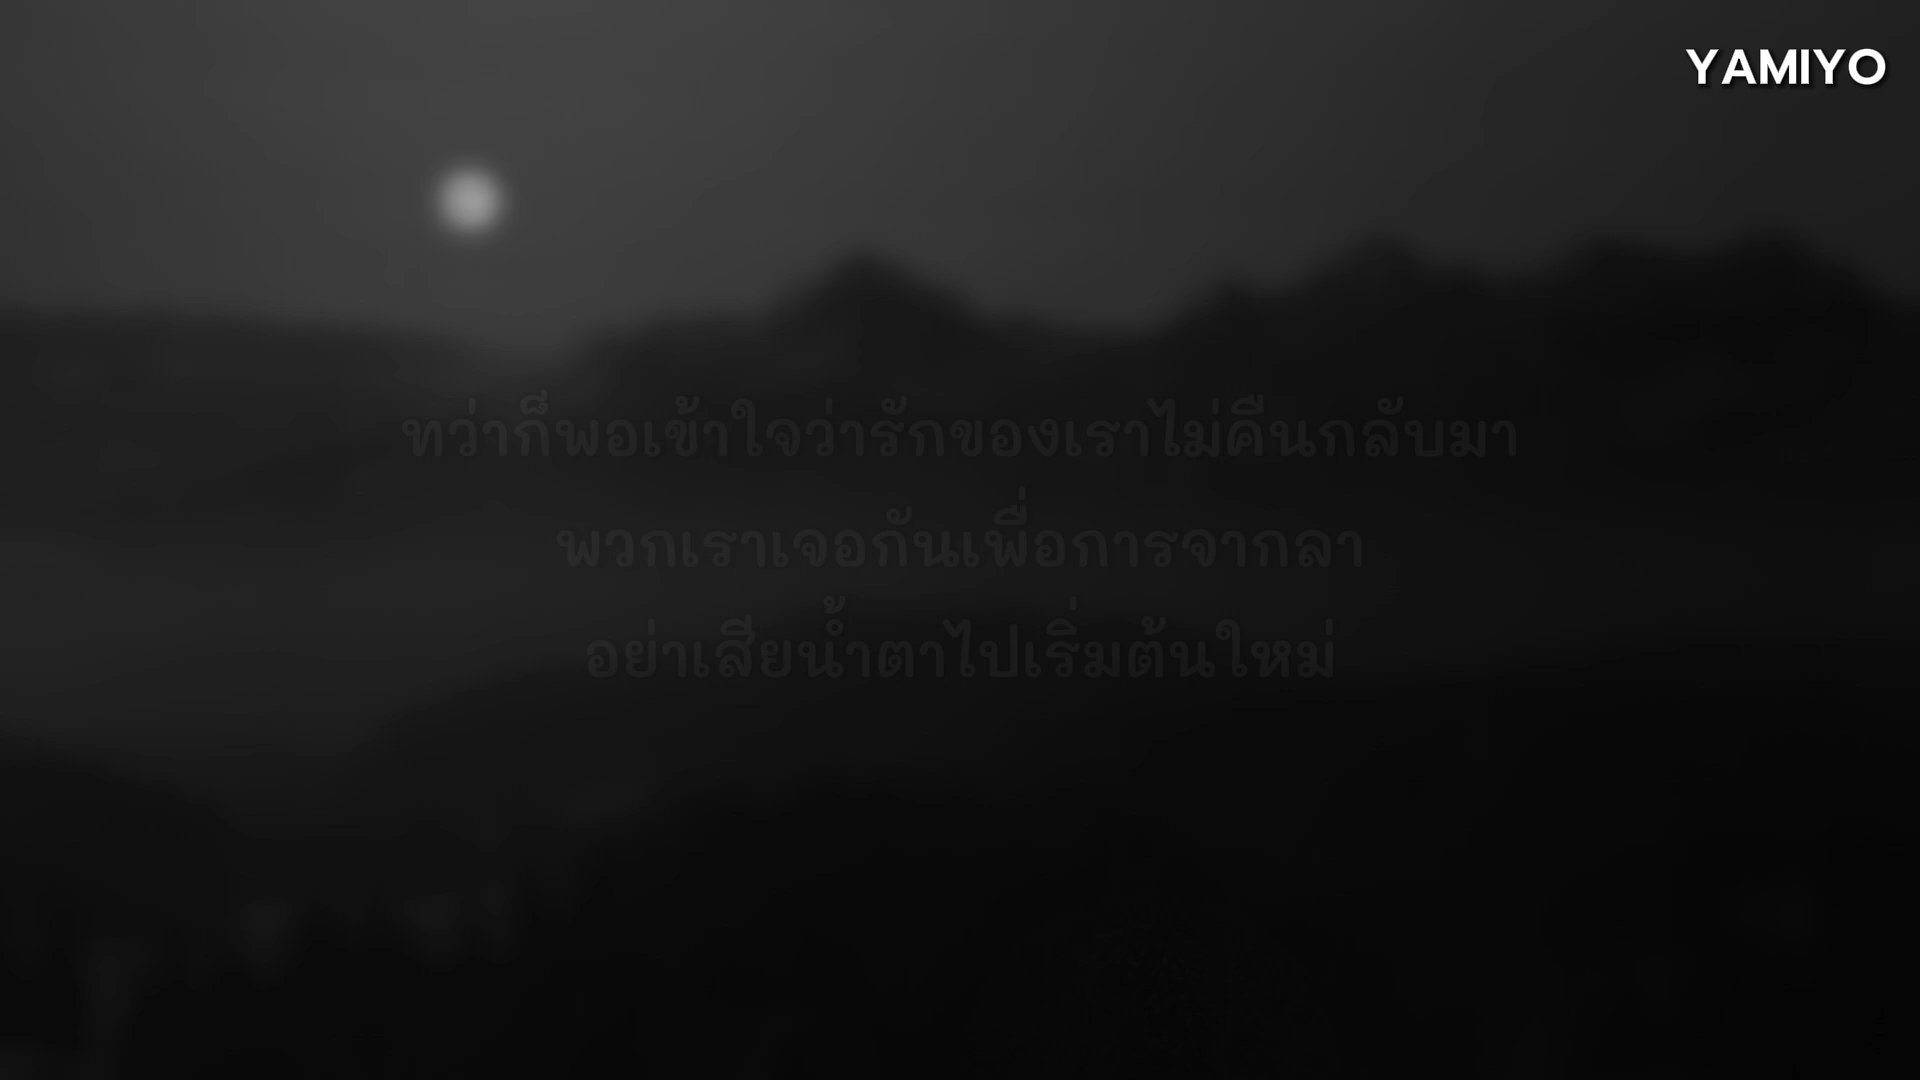 YAMIYO
ทว่าก็พอเข้าใจว่ารักของเราไม่คืนกลับมา
พวกเราเจอกันเพื่อการจากลา
อย่าเสียน้ำตาไปเริ่มต้นใหม่